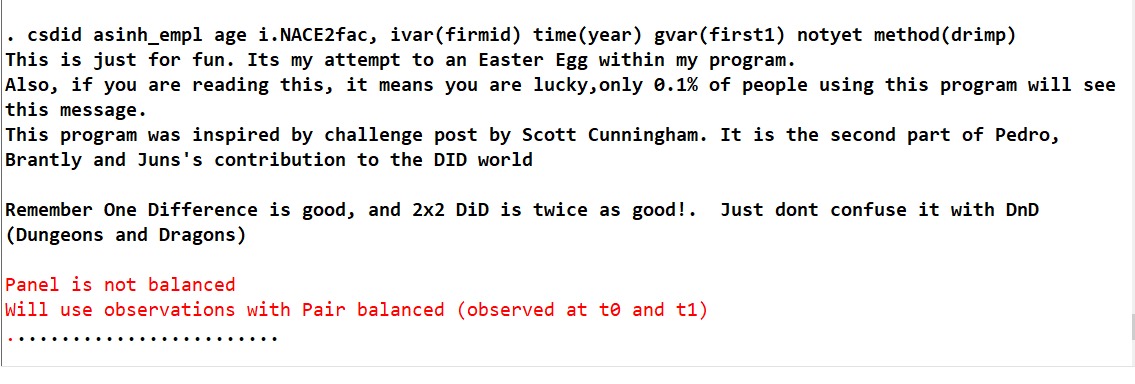 . csdid asinh_empl age i.NACE2fac, ivar(firmid) time(year) gvar(first1) notyet method(drimp)
This is just for fun. Its my attempt to an Easter Egg within my program.
Also, if you are reading this, it means you are lucky,only 0.1% of people using this program will see
this message.
This program was inspired by challenge post by Scott Cunningham. It is the second part of Pedro,
Brantly and Juns's contribution to the DID world
Remember One Difference is good, and 2x2 DiD is twice as good!.  Just dont confuse it with DnD
(Dungeons and Dragons)
Panel is not balanced
Will use observations with Pair balanced (observed at t0 and t1)
.........................